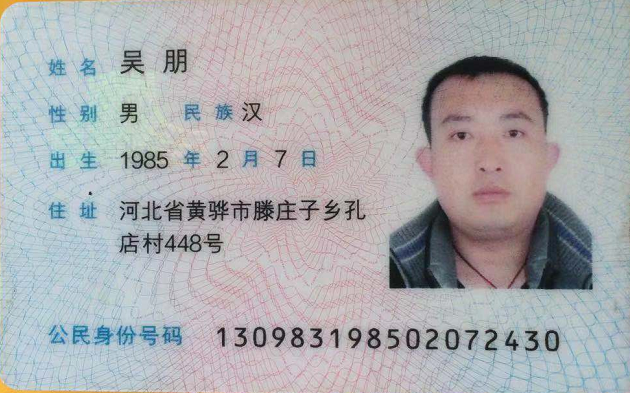 姓名 吴朋
性别 男 民族 汉
出生 1985 年 2 月 7 日
住址 河北省黄骅市滕庄子乡孔
店村448号
公民身份号码 130983198502072430